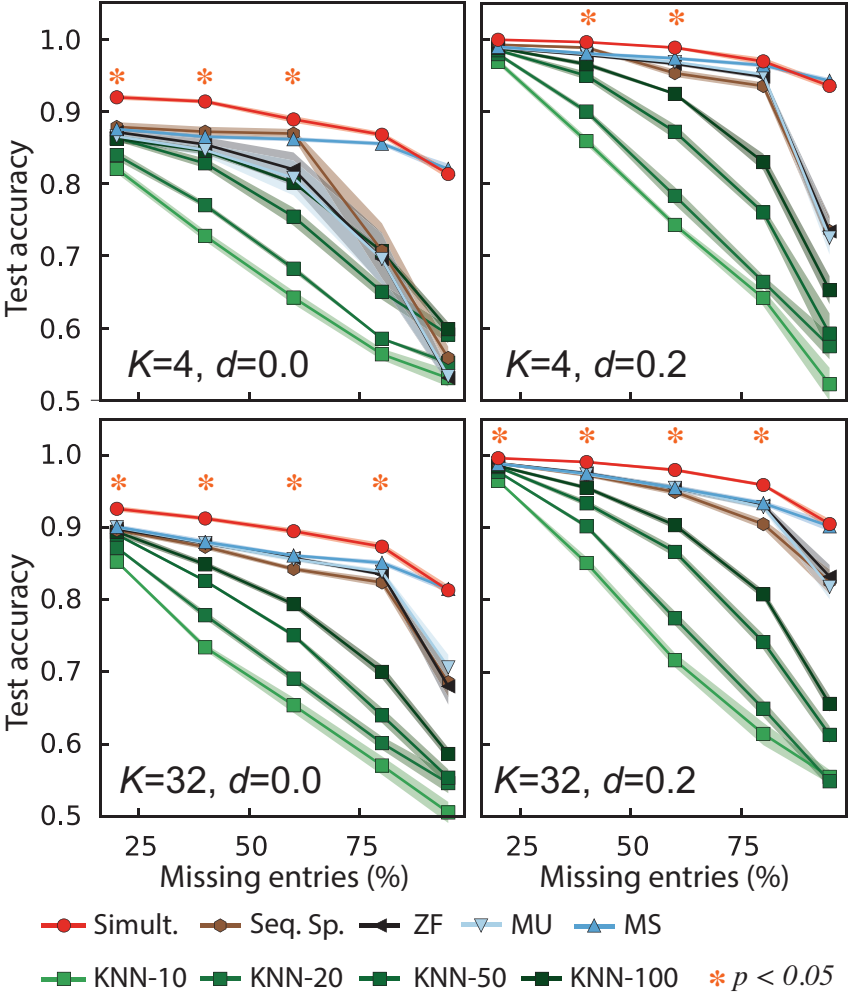 1.0
0.9
0.8
0.7
0.6
0.5
Test accuracy
* * *
K=4, d=0.0
* *
K=4, d=0.2
1.0
0.9
0.8
0.7
0.6
0.5
Test accuracy
* * * *
K=32, d=0.0
* * * *
K=32, d=0.2
25 50 75
25 50 75
Missing entries (%)
Missing entries (%)
Simult. Seq. Sp. ZF MU MS
KNN-10 KNN-20 KNN-50 KNN-100 * p < 0.05